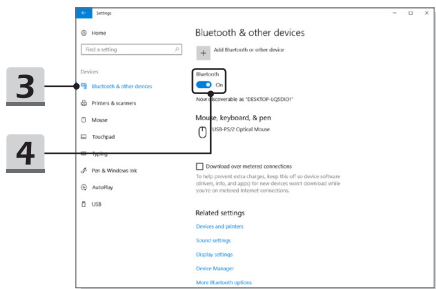 Settings
Home
Find a setting
Devices
Bluetooth & other devices
Printers & scanners
Mouse
Touchpad
Typing
Pen & Windows Ink
AutoPlay
USB
3
4
Bluetooth & other devices
Add Bluetooth or other device
Bluetooth
On
Now discoverable as "DESKTOP-LQ5DIO1"
Mouse, keyboard, & pen
USB-PS/2 Optical Mouse
Download over metered connections
To help prevent extra charges, keep this off so device software
(drivers, info, and apps) for new devices won't download while
you're on metered Internet connections.
Related settings
Devices and printers
Sound settings
Display settings
Device Manager
More Bluetooth options